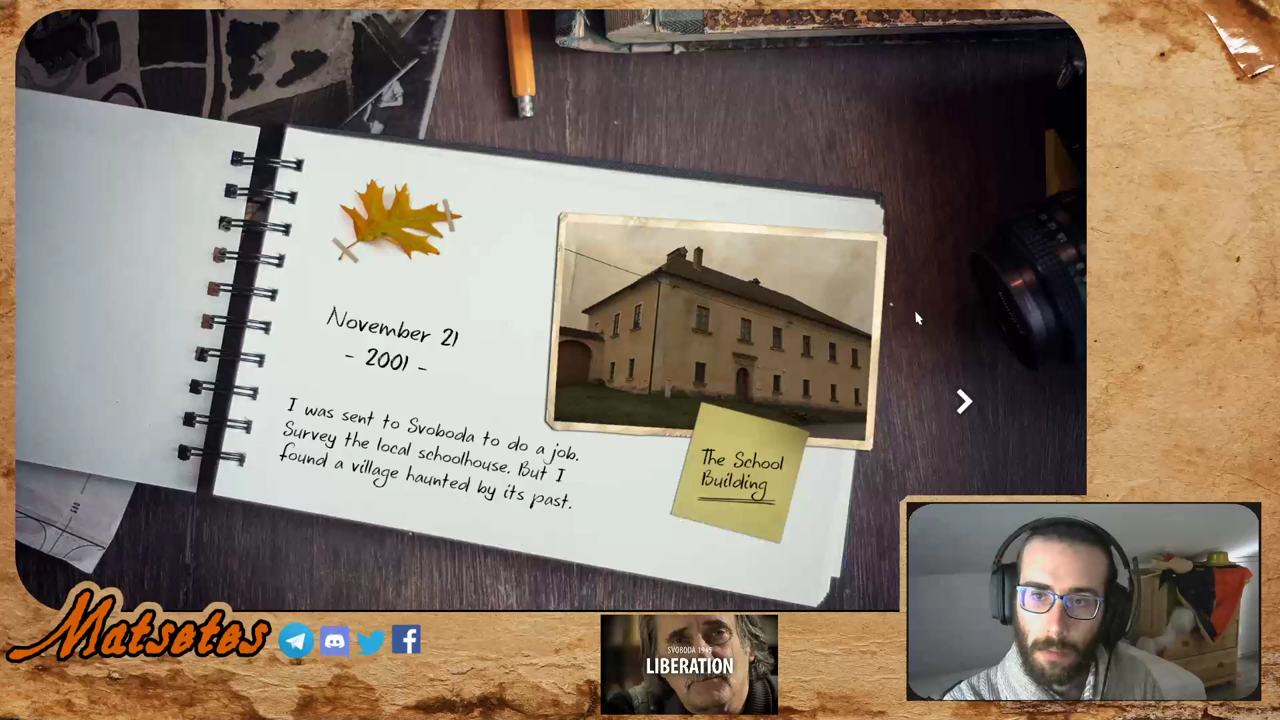 November 21
- 2001 -
I was sent to Svoboda to do a job.
Survey the local schoolhouse. But I
found a village haunted by its past.
The School
Building
Matsetes
SVOBODA 1945
LIBERATION